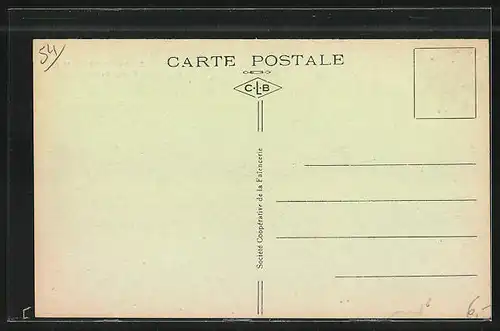 54
CARTE POSTALE
C·L·B
Société Coopérative de la Faïencerie
6,-